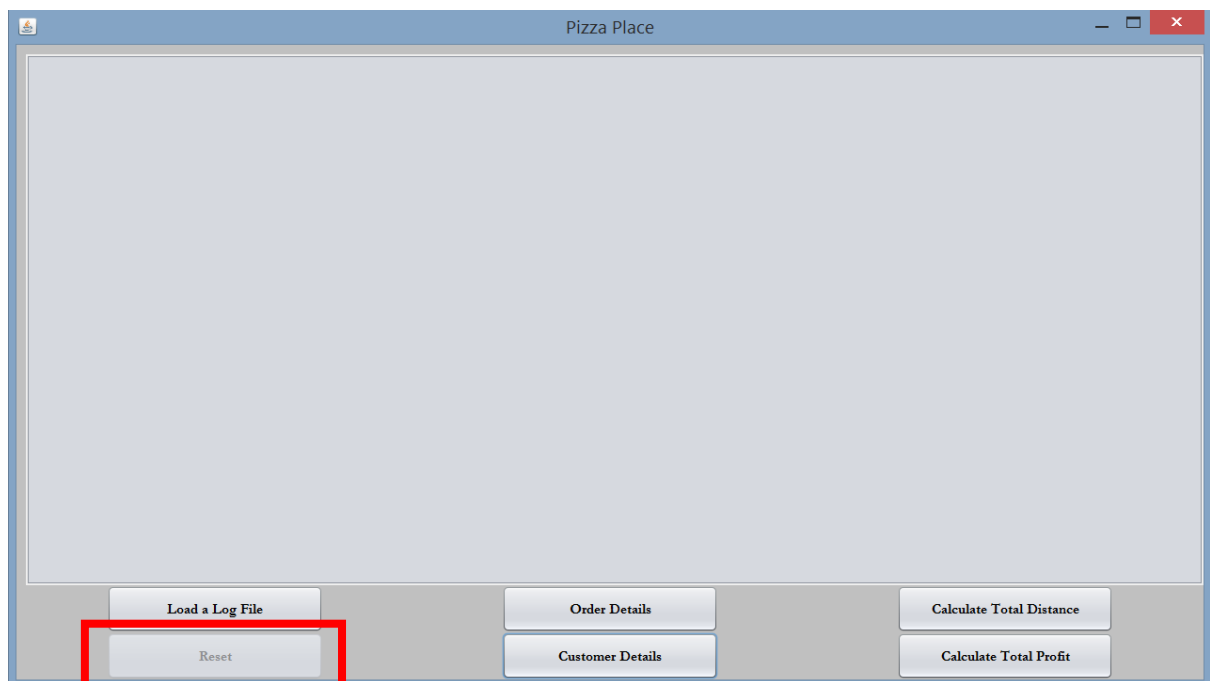 Pizza Place
Load a Log File
Order Details
Calculate Total Distance
Reset
Customer Details
Calculate Total Profit